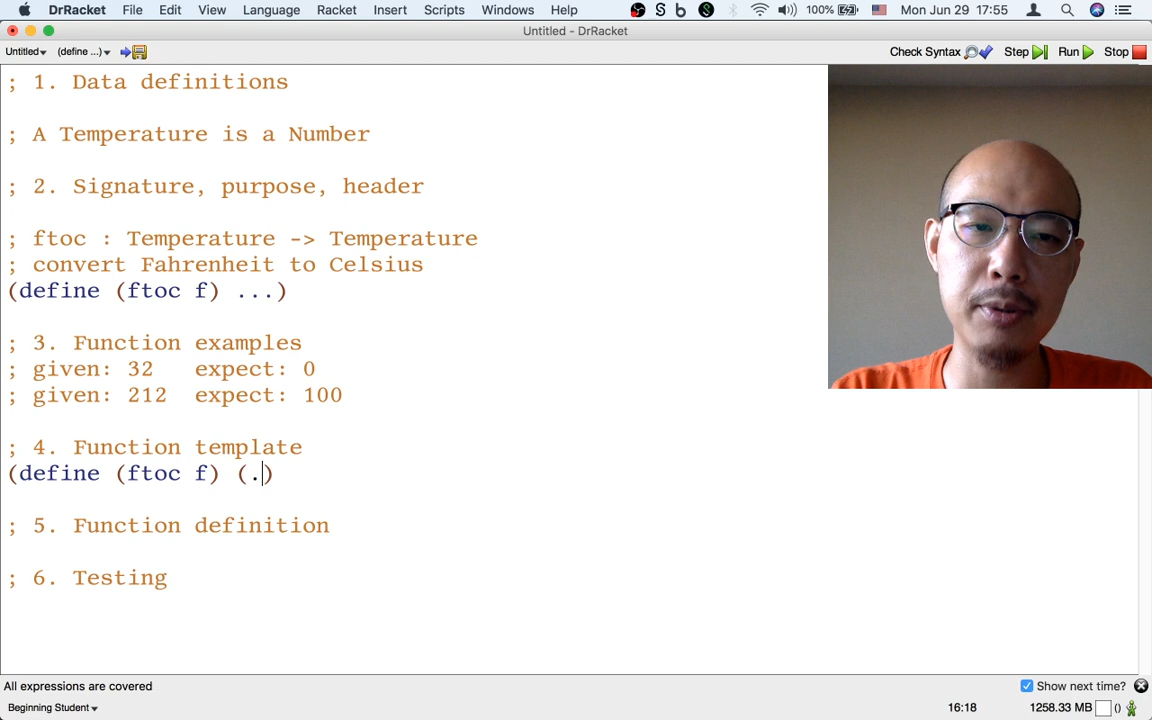 DrRacket File Edit View Language Racket Insert Scripts Windows Help 100% Mon Jun 29 17:55
Untitled - DrRacket
Untitled (define ...) Check Syntax Step Run Stop
; 1. Data definitions
; A Temperature is a Number
; 2. Signature, purpose, header
; ftoc : Temperature -> Temperature
; convert Fahrenheit to Celsius
(define (ftoc f) ...)
; 3. Function examples
; given: 32 expect: 0
; given: 212 expect: 100
; 4. Function template
(define (ftoc f) (.)
; 5. Function definition
; 6. Testing
All expressions are covered Show next time?
Beginning Student 16:18 1258.33 MB ()